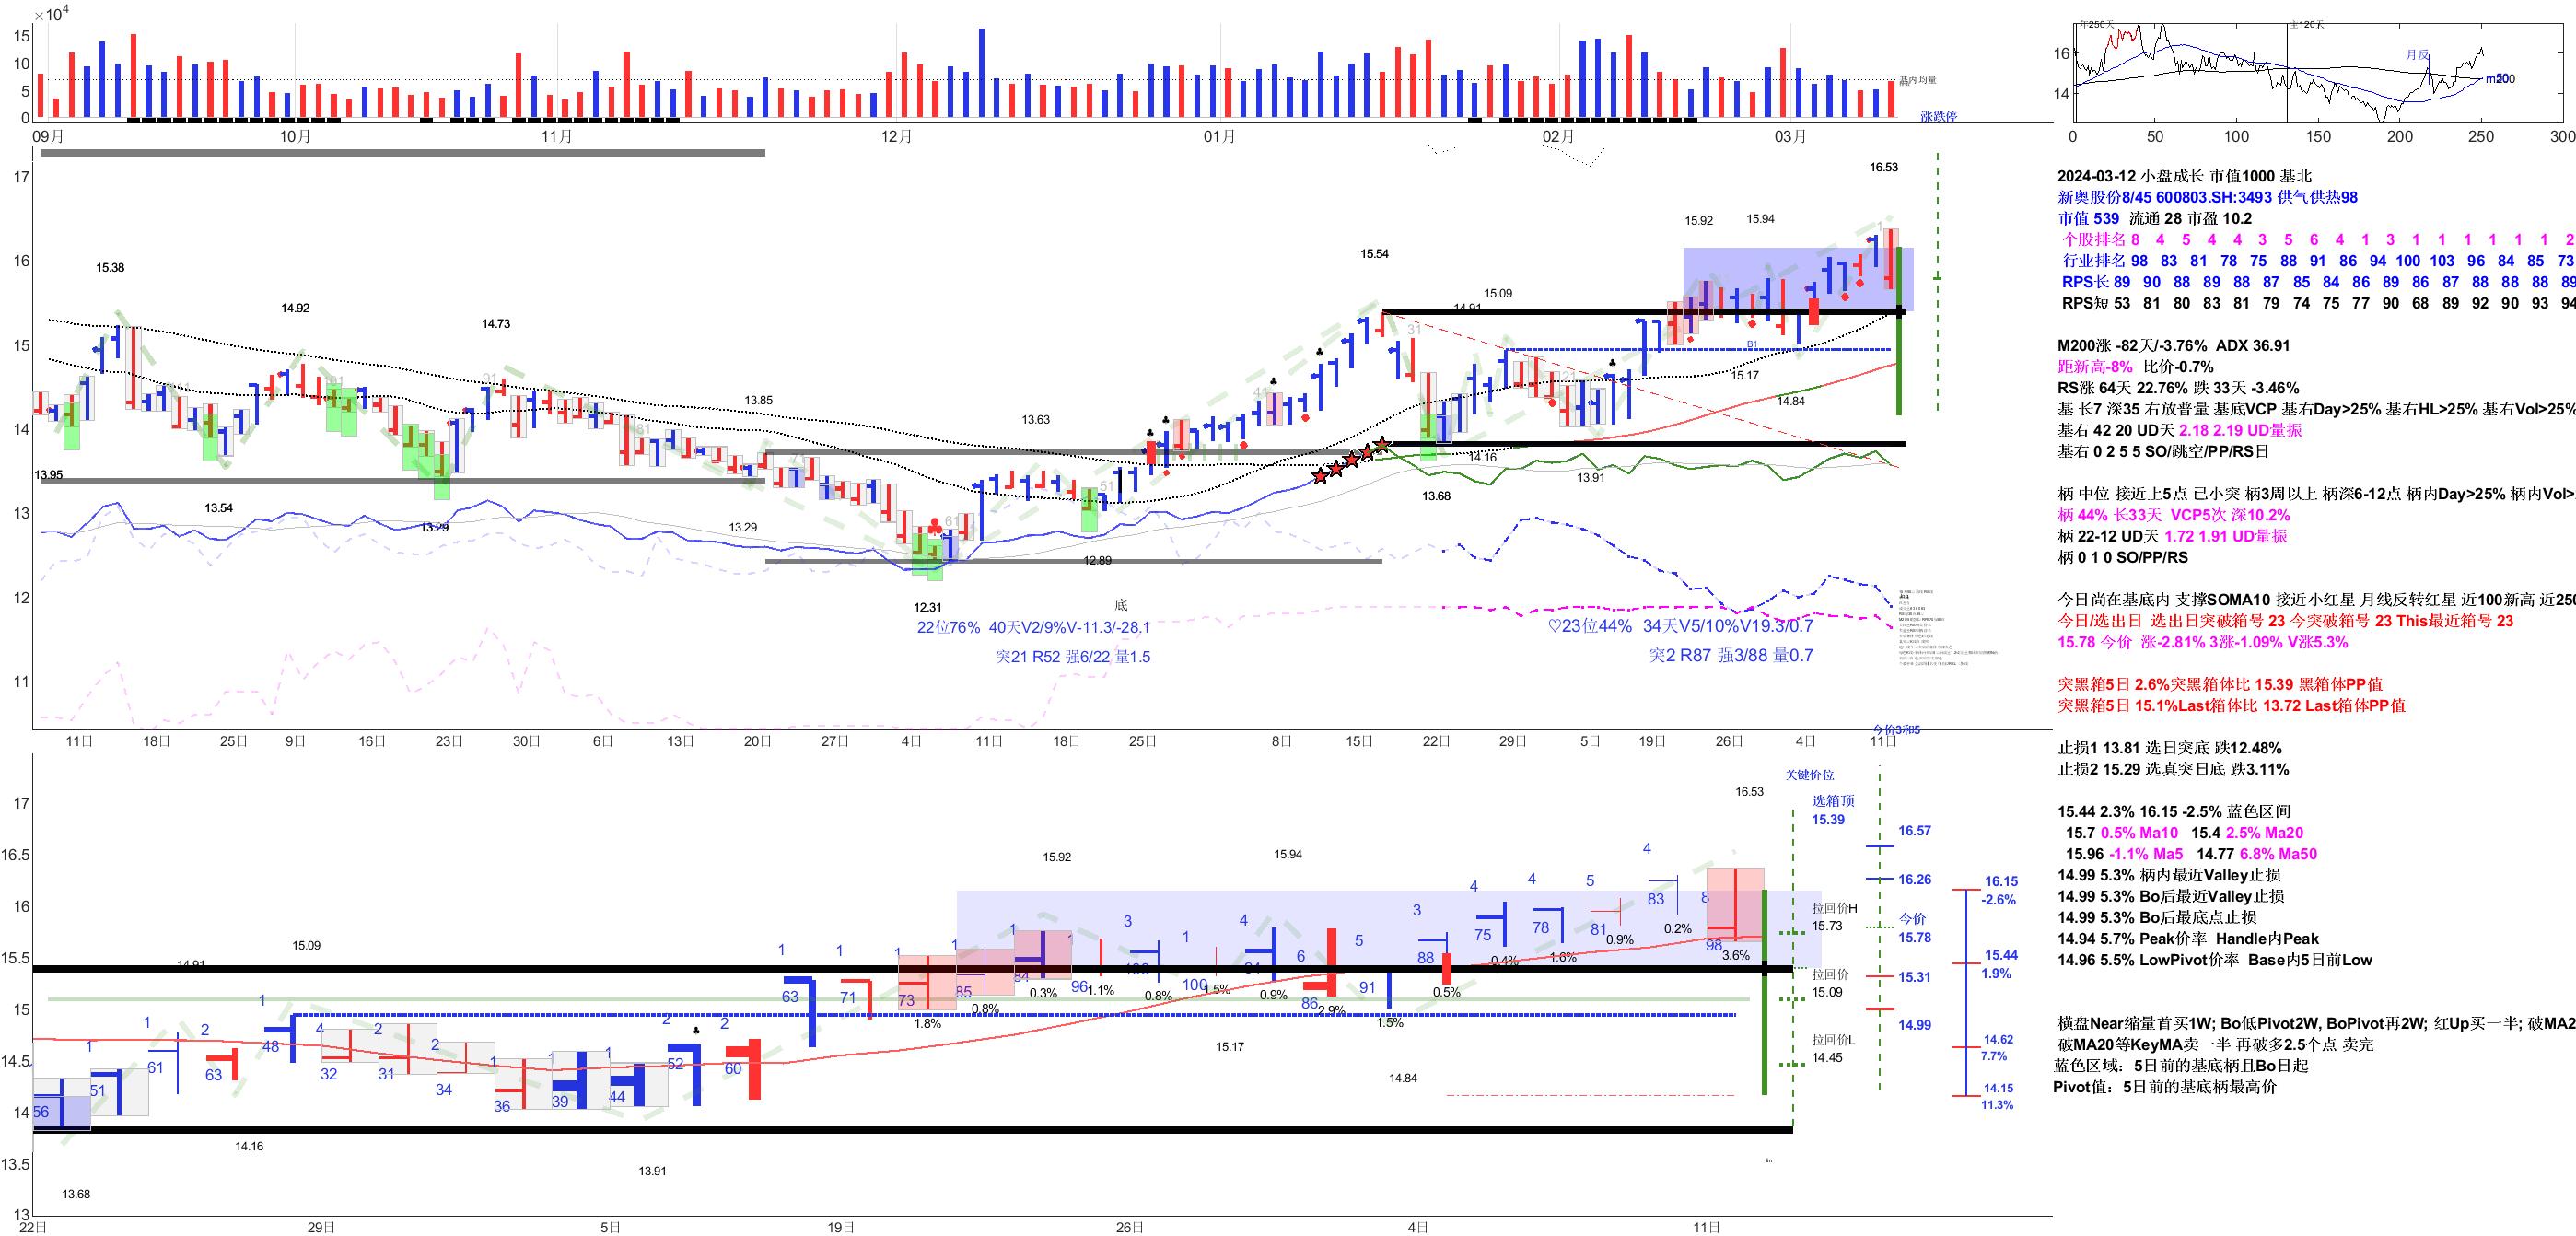 ×10⁴
15
10
5
0
基内均量
涨跌停
09月 10月 11月 12月 01月 02月 03月
年250天
主120天
月反
16
14
0 50 100 150 200 250 300
17
16
15
14
13
12
11
15.38
14.92
14.73
13.95
13.54
13.29
13.29
13.85
13.63
12.89
12.31
15.54
15.09
14.91
14.16
13.68
13.91
15.17
14.84
15.92
15.94
16.53
B1
底
22位76% 40天V2/9%V-11.3/-28.1
突21 R52 强6/22 量1.5
♡23位44% 34天V5/10%V19.3/0.7
突2 R87 强3/88 量0.7
今价3和5
11日 18日 25日 9日 16日 23日 30日 6日 13日 20日 27日 4日 11日 18日 25日 8日 15日 22日 29日 5日 19日 26日 4日 11日
17
16.5
16
15.5
15
14.5
14
13.5
13
22日 29日 5日 19日 26日 4日 11日
15.09
14.91
14.16
13.68
13.91
15.92
15.94
15.17
14.84
16.53
56 51 61 63 48 32 31 34 36 39 44 52 60 63 71 73 85 84 96 100 86 91 88 75 78 81 83 98
1.8% 0.8% 0.3% 1.1% 0.8% 1.5% 0.9% 2.9% 1.5% 0.5% 0.4% 1.6% 0.9% 0.2% 3.6%
关键价位
选箱顶
15.39
拉回价H
15.73
拉回价
15.09
拉回价L
14.45
16.57
16.26
今价
15.78
15.31
14.99
16.15
-2.6%
15.44
1.9%
14.62
7.7%
14.15
11.3%
2024-03-12 小盘成长 市值1000 基北
新奥股份8/45 600803.SH:3493 供气供热98
市值 539 流通 28 市盈 10.2
个股排名 8 4 5 4 4 3 5 6 4 1 3 1 1 1 1 1 2
行业排名 98 83 81 78 75 88 91 86 94 100 103 96 84 85 73
RPS长 89 90 88 89 88 87 85 84 86 89 86 87 88 88 88 89
RPS短 53 81 80 83 81 79 74 75 77 90 68 89 92 90 93 94
M200涨 -82天/-3.76% ADX 36.91
距新高-8% 比价-0.7%
RS涨 64天 22.76% 跌 33天 -3.46%
基 长7 深35 右放普量 基底VCP 基右Day>25% 基右HL>25% 基右Vol>25%
基右 42 20 UD天 2.18 2.19 UD量振
基右 0 2 5 5 SO/跳空/PP/RS日
柄 中位 接近上5点 己小突 柄3周以上 柄深6-12点 柄内Day>25% 柄内Vol>
柄 44% 长33天 VCP5次 深10.2%
柄 22-12 UD天 1.72 1.91 UD量振
柄 0 1 0 SO/PP/RS
今日尚在基底内 支撑SOMA10 接近小红星 月线反转红星 近100新高 近250
今日/选出日 选出日突破箱号 23 今突破箱号 23 This最近箱号 23
15.78 今价 涨-2.81% 3涨-1.09% V涨5.3%
突黑箱5日 2.6%突黑箱体比 15.39 黑箱体PP值
突黑箱5日 15.1%Last箱体比 13.72 Last箱体PP值
止损1 13.81 选日突底 跌12.48%
止损2 15.29 选真突日底 跌3.11%
15.44 2.3% 16.15 -2.5% 蓝色区间
15.7 0.5% Ma10 15.4 2.5% Ma20
15.96 -1.1% Ma5 14.77 6.8% Ma50
14.99 5.3% 柄内最近Valley止损
14.99 5.3% Bo后最近Valley止损
14.99 5.3% Bo后最底点止损
14.94 5.7% Peak价率 Handle内Peak
14.96 5.5% LowPivot价率 Base内5日前Low
横盘Near缩量首买1W; Bo低Pivot2W, BoPivot再2W; 红Up买一半; 破MA2
破MA20等KeyMA卖一半 再破多2.5个点 卖完
蓝色区域：5日前的基底柄且Bo日起
Pivot值：5日前的基底柄最高价